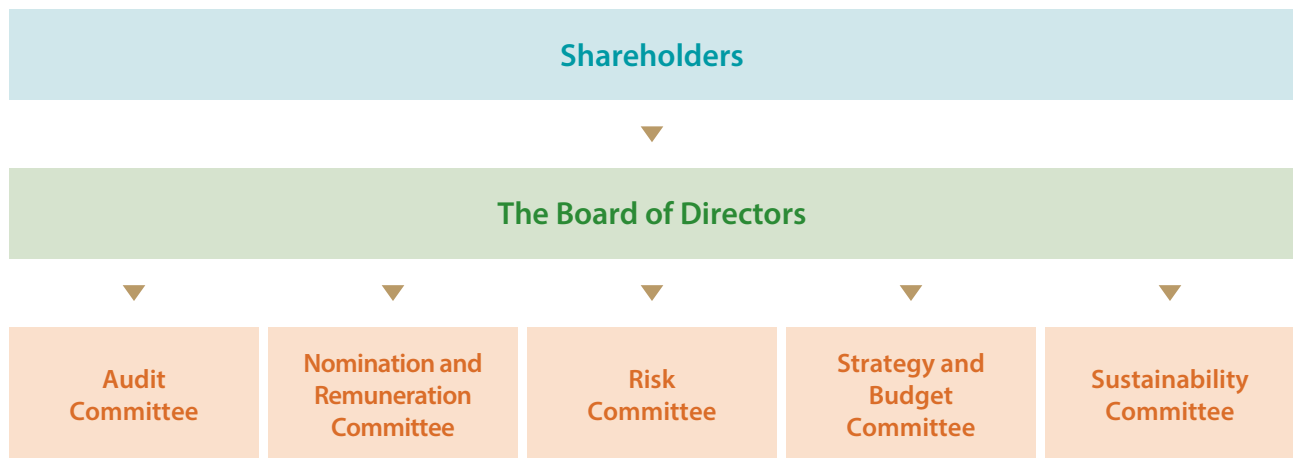 Shareholders
The Board of Directors
Audit
Committee
Nomination and
Remuneration
Committee
Risk
Committee
Strategy and
Budget
Committee
Sustainability
Committee